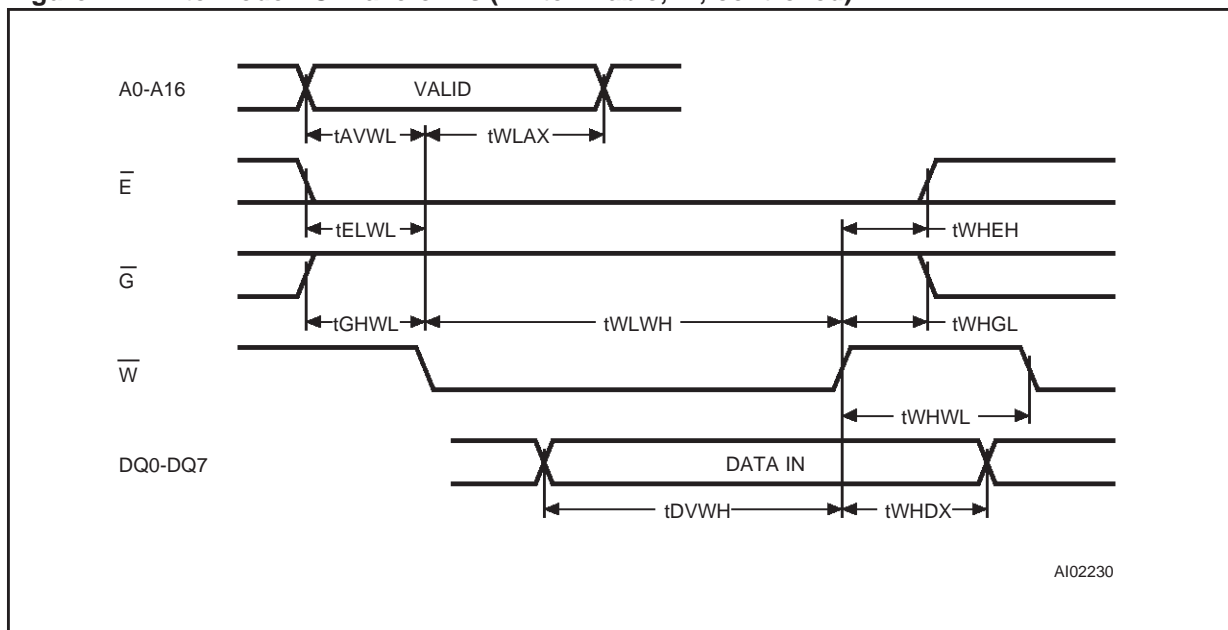 A0-A16
VALID
tAVWL
tWLAX
E
tELWL
tWHEH
G
tGHWL
tWLWH
tWHGL
W
tWHWL
DQ0-DQ7
DATA IN
tDVWH
tWHDX
AI02230